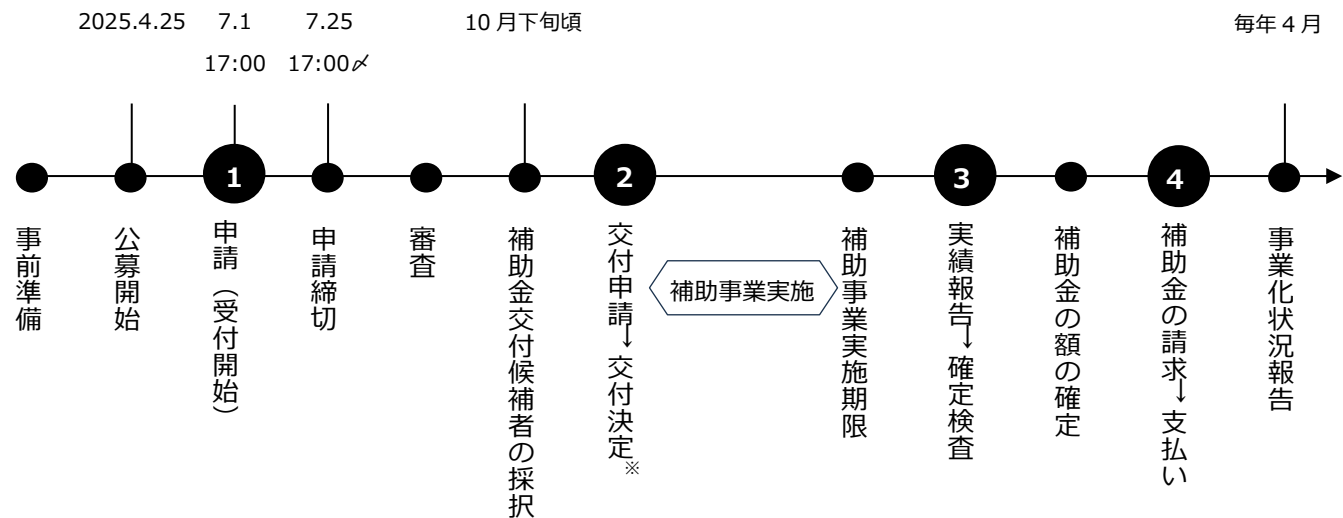 2025.4.25
7.1
17:00
7.25
17:00〆
10 月下旬頃
毎年 4 月
1
2
3
4
事前準備
公募開始
申請（受付開始）
申請締切
審査
補助金交付候補者の採択
交付申請→交付決定※
補助事業実施
補助事業実施期限
実績報告→確定検査
補助金の額の確定
補助金の請求→支払い
事業化状況報告